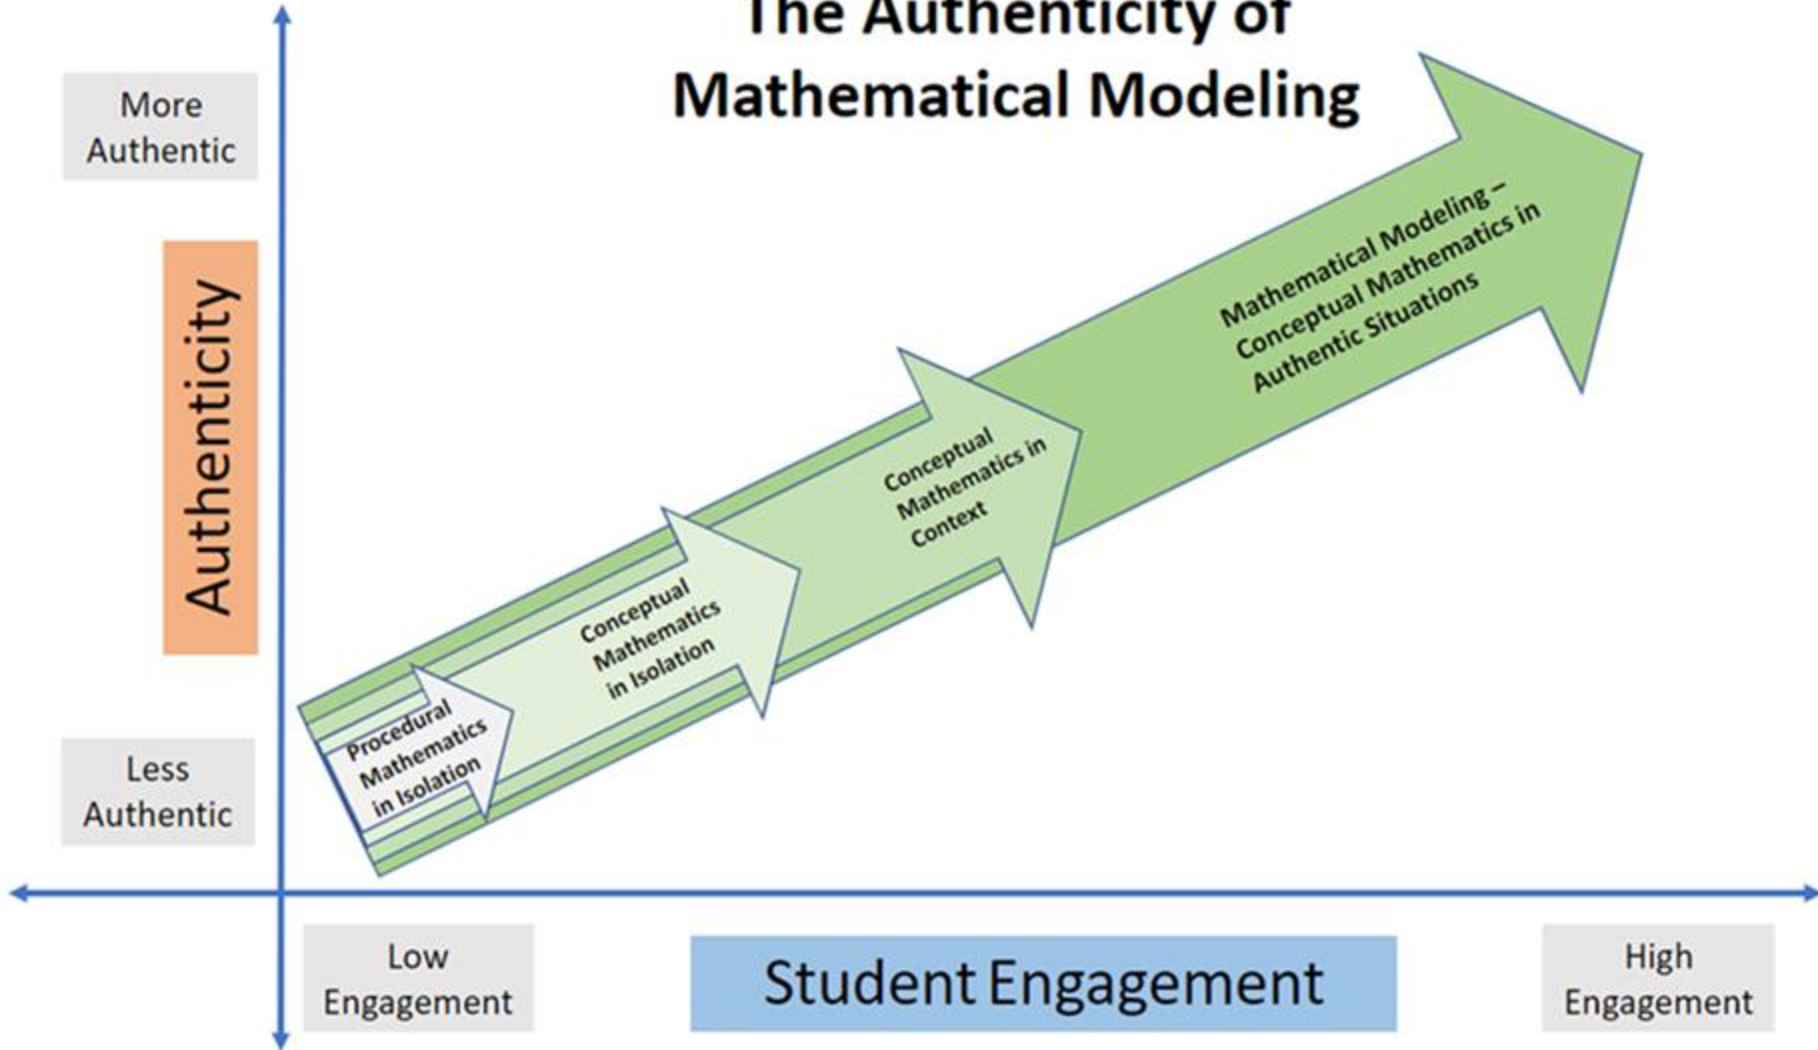 The Authenticity of
Mathematical Modeling
More
Authentic
Authenticity
Less
Authentic
Mathematical Modeling –
Conceptual Mathematics in
Authentic Situations
Conceptual
Mathematics in
Context
Conceptual
Mathematics
in Isolation
Procedural
Mathematics
in Isolation
Low
Engagement
Student Engagement
High
Engagement